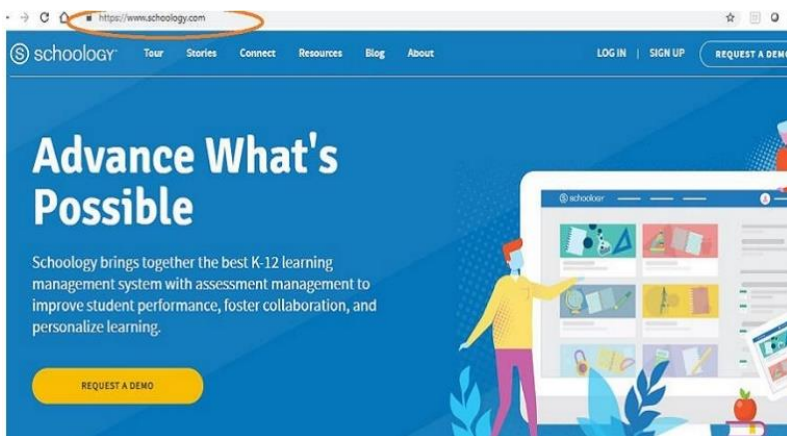 https://www.schoology.com
S schoology Tour Stories Connect Resources Blog About LOG IN | SIGN UP REQUEST A DEMO
Advance What's
Possible
Schoology brings together the best K-12 learning
management system with assessment management to
improve student performance, foster collaboration, and
personalize learning.
REQUEST A DEMO
S schoology